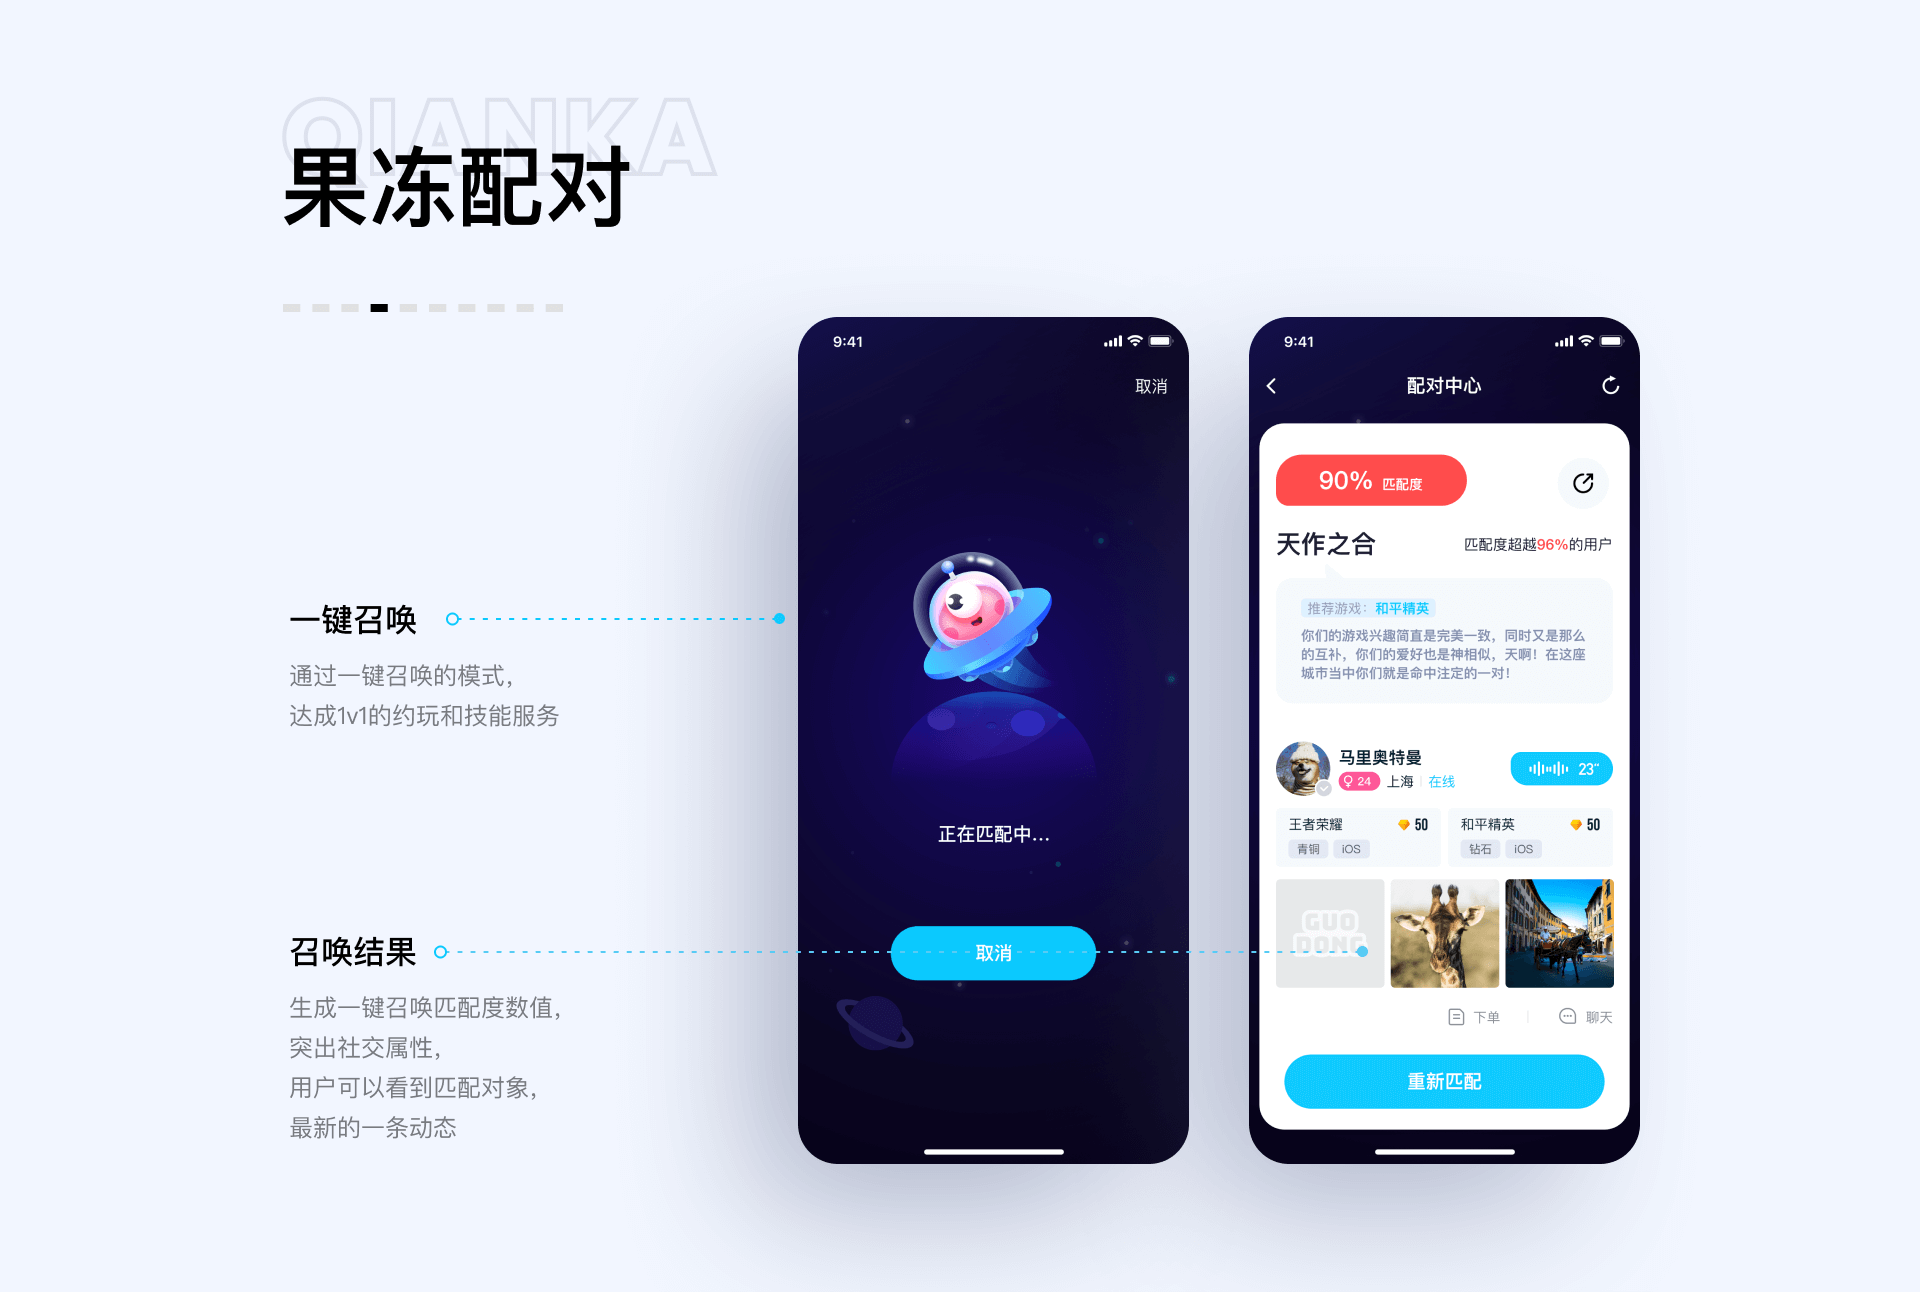 QIANKA
果冻配对
一键召唤
通过一键召唤的模式，
达成1v1的约玩和技能服务
召唤结果
生成一键召唤匹配度数值，
突出社交属性，
用户可以看到匹配对象，
最新的一条动态
9:41
取消
正在匹配中...
取消
9:41
配对中心
90% 匹配度
天作之合
匹配度超越96%的用户
推荐游戏：和平精英
你们的游戏兴趣简直是完美一致，同时又是那么
的互补，你们的爱好也是神相似，天啊！在这座
城市当中你们就是命中注定的一对！
马里奥特曼
24 上海 在线
23"
王者荣耀 50
青铜 iOS
和平精英 50
钻石 iOS
GUO
DONG
下单
聊天
重新匹配